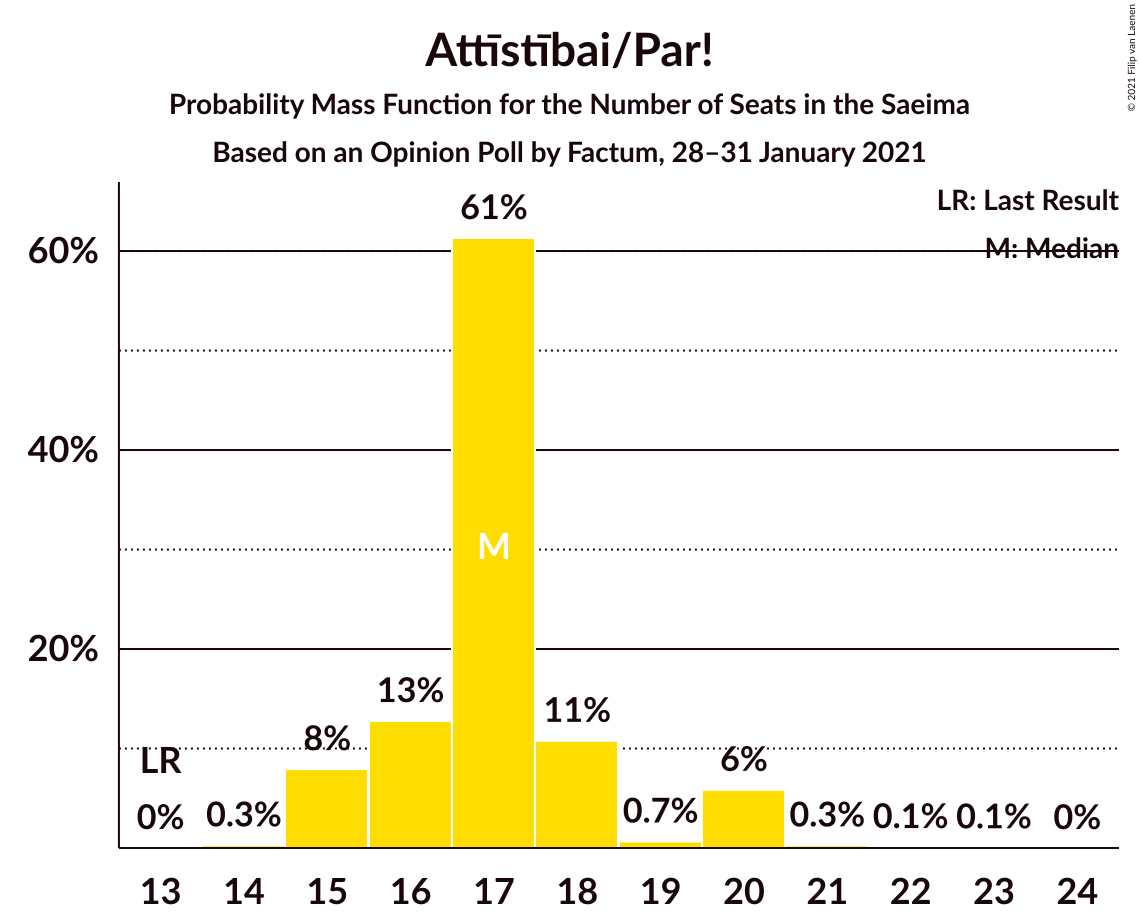 Attīstībai/Par!
Probability Mass Function for the Number of Seats in the Saeima
Based on an Opinion Poll by Factum, 28–31 January 2021
© 2021 Filip van Laenen
LR: Last Result
M: Median
60%
40%
20%
LR
0%
0.3%
8%
13%
61%
M
11%
0.7%
6%
0.3%
0.1%
0.1%
0%
13 14 15 16 17 18 19 20 21 22 23 24